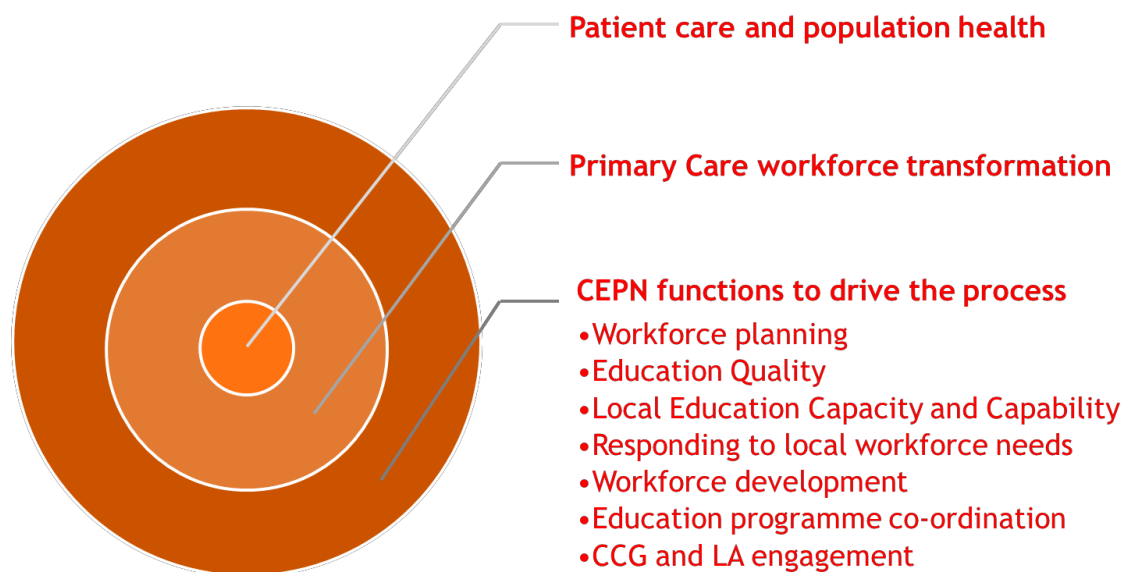 Patient care and population health
Primary Care workforce transformation
CEPN functions to drive the process
•Workforce planning
•Education Quality
•Local Education Capacity and Capability
•Responding to local workforce needs
•Workforce development
•Education programme co-ordination
•CCG and LA engagement